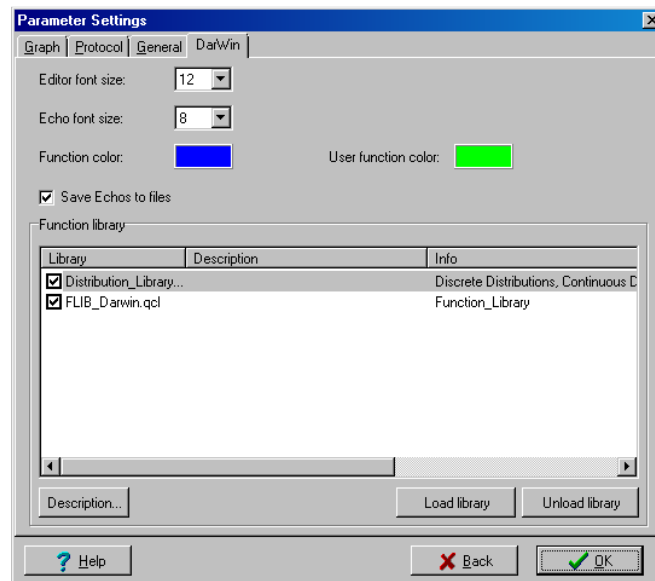 Parameter Settings
Graph Protocol General DarWin
Editor font size: 12
Echo font size: 8
Function color: User function color:
Save Echos to files
Function library
Library Description Info
Distribution_Library... Discrete Distributions, Continuous D
FLIB_Darwin.qcl Function_Library
Description... Load library Unload library
Help Back OK